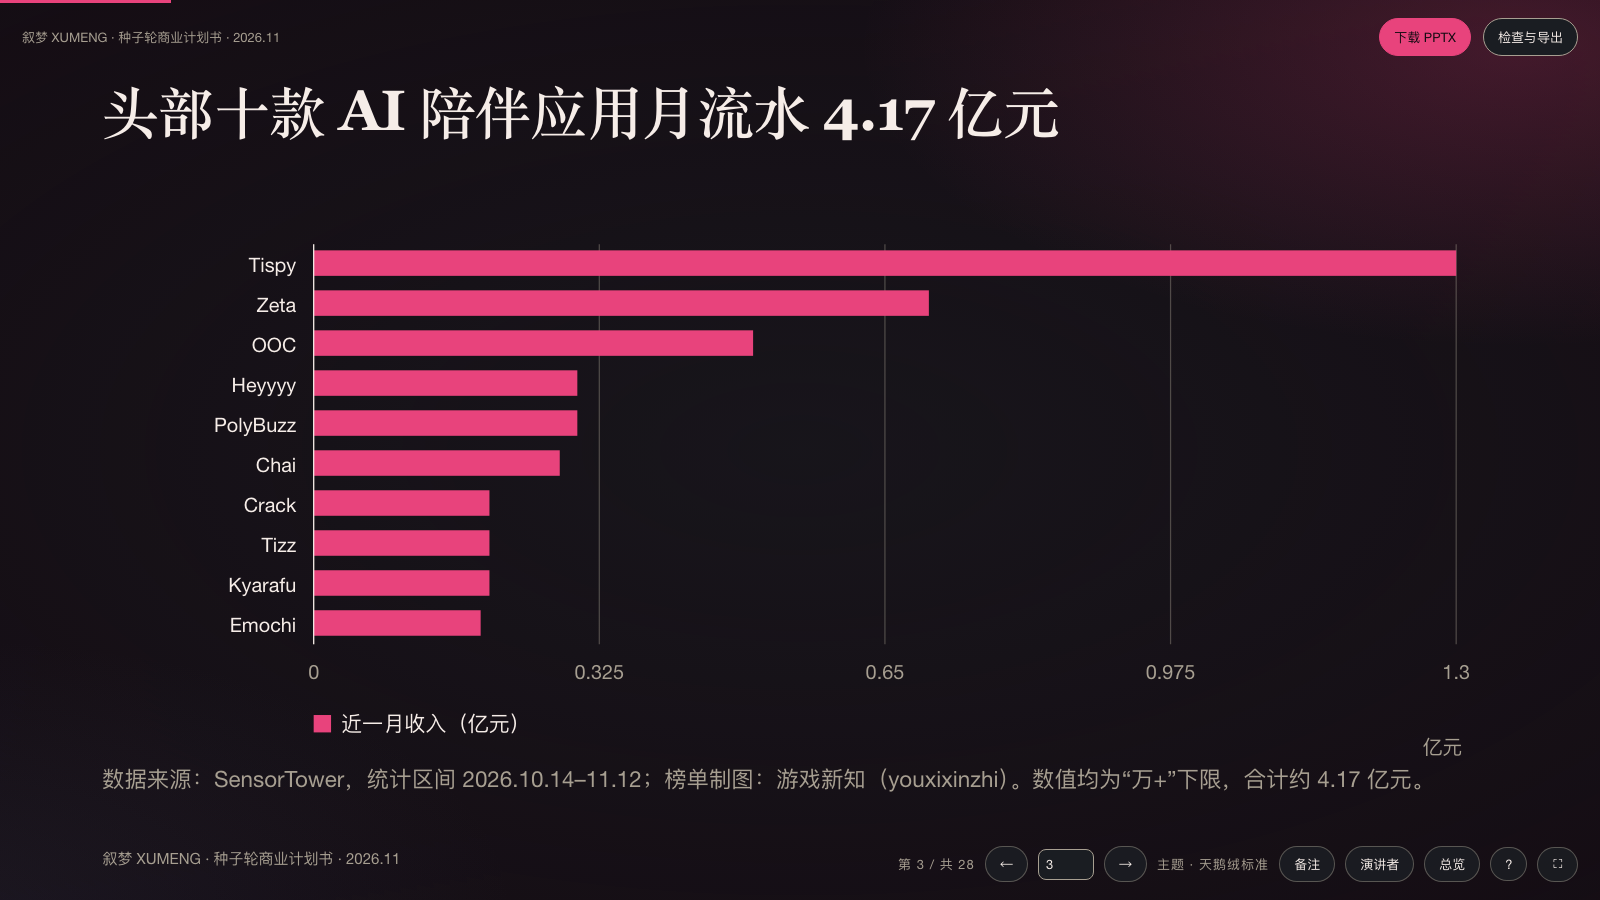 叙梦 XUMENG · 种子轮商业计划书 · 2026.11
下载 PPTX
检查与导出
头部十款 AI 陪伴应用月流水 4.17 亿元
Tispy
Zeta
OOC
Heyyyy
PolyBuzz
Chai
Crack
Tizz
Kyarafu
Emochi
0 0.325 0.65 0.975 1.3
近一月收入（亿元）
亿元
数据来源：SensorTower，统计区间 2026.10.14–11.12；榜单制图：游戏新知（youxixinzhi）。数值均为“万+”下限，合计约 4.17 亿元。
叙梦 XUMENG · 种子轮商业计划书 · 2026.11
第 3 / 共 28 ← 3 → 主题 · 天鹅绒标准 备注 演讲者 总览 ?